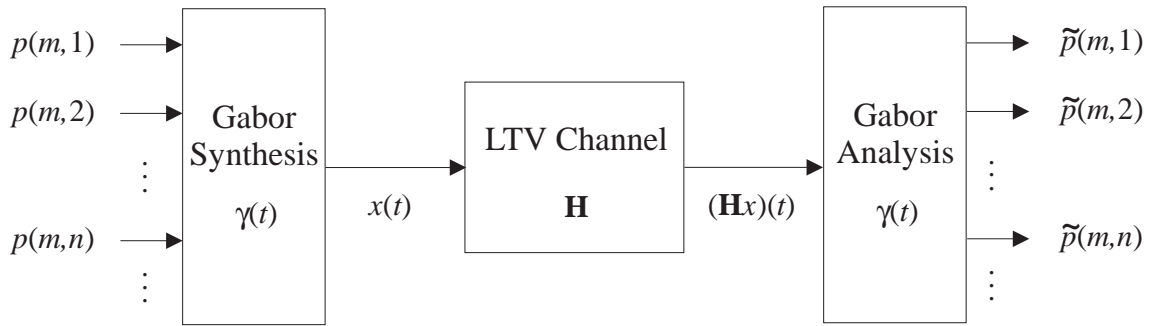 p(m,1)
p(m,2)
⋮
p(m,n)
⋮
Gabor
Synthesis
γ(t)
x(t)
LTV Channel
H
(Hx)(t)
Gabor
Analysis
γ(t)
p̃(m,1)
p̃(m,2)
⋮
p̃(m,n)
⋮